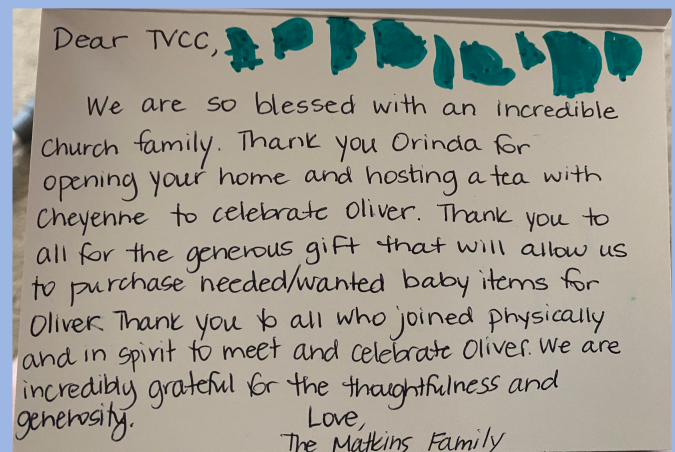 Dear TVCC,
We are so blessed with an incredible
Church family. Thank you Orinda for
opening your home and hosting a tea with
Cheyenne to celebrate Oliver. Thank you to
all for the generous gift that will allow us
to purchase needed/wanted baby items for
Oliver. Thank you to all who joined physically
and in spirit to meet and celebrate Oliver. We are
incredibly grateful for the thoughtfulness and
generosity.
Love,
The Matkins Family